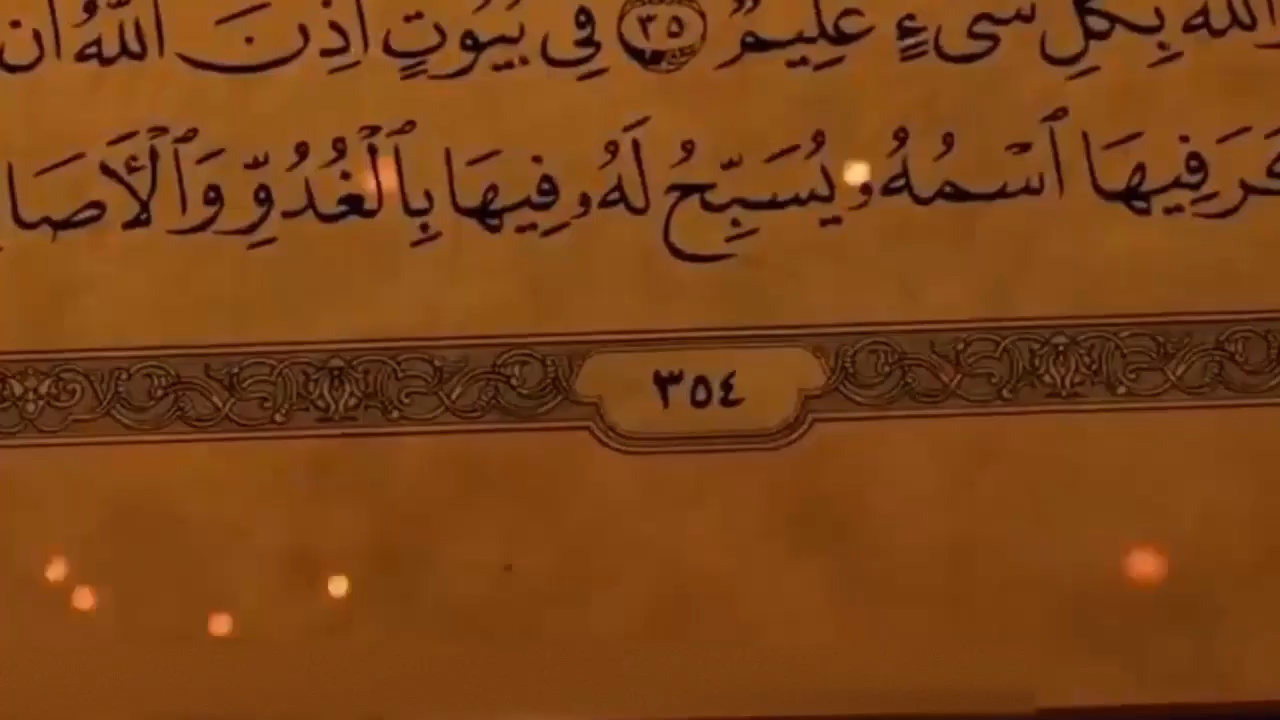 ٱللَّهُ بِكُلِّ شَىْءٍ عَلِيمٌ ٣٥ فِى بُيُوتٍ أَذِنَ ٱللَّهُ أَن
فِيهَا ٱسْمُهُۥ يُسَبِّحُ لَهُۥ فِيهَا بِٱلْغُدُوِّ وَٱلْأَصَا
٣٥٤